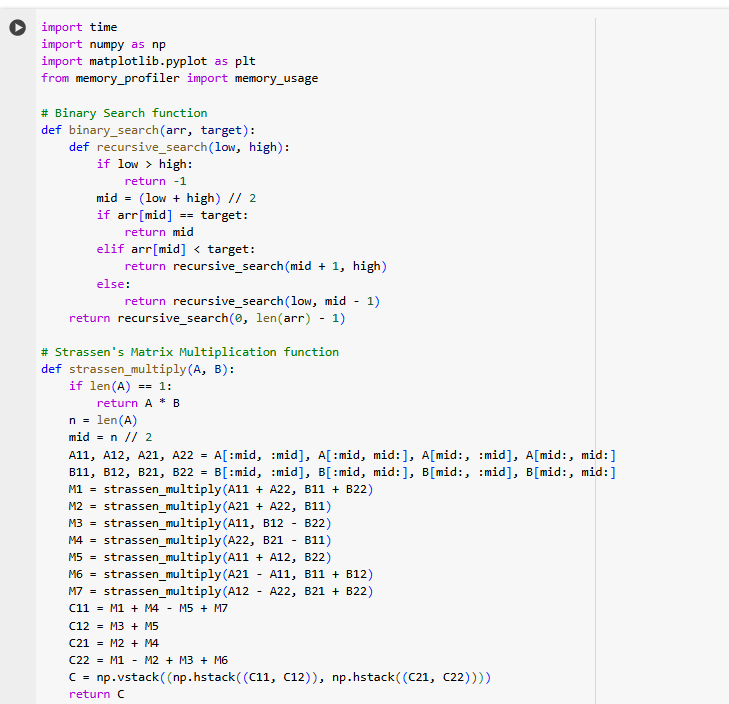 import time
import numpy as np
import matplotlib.pyplot as plt
from memory_profiler import memory_usage

# Binary Search function
def binary_search(arr, target):
    def recursive_search(low, high):
        if low > high:
            return -1
        mid = (low + high) // 2
        if arr[mid] == target:
            return mid
        elif arr[mid] < target:
            return recursive_search(mid + 1, high)
        else:
            return recursive_search(low, mid - 1)
    return recursive_search(0, len(arr) - 1)

# Strassen's Matrix Multiplication function
def strassen_multiply(A, B):
    if len(A) == 1:
        return A * B
    n = len(A)
    mid = n // 2
    A11, A12, A21, A22 = A[:mid, :mid], A[:mid, mid:], A[mid:, :mid], A[mid:, mid:]
    B11, B12, B21, B22 = B[:mid, :mid], B[:mid, mid:], B[mid:, :mid], B[mid:, mid:]
    M1 = strassen_multiply(A11 + A22, B11 + B22)
    M2 = strassen_multiply(A21 + A22, B11)
    M3 = strassen_multiply(A11, B12 - B22)
    M4 = strassen_multiply(A22, B21 - B11)
    M5 = strassen_multiply(A11 + A12, B22)
    M6 = strassen_multiply(A21 - A11, B11 + B12)
    M7 = strassen_multiply(A12 - A22, B21 + B22)
    C11 = M1 + M4 - M5 + M7
    C12 = M3 + M5
    C21 = M2 + M4
    C22 = M1 - M2 + M3 + M6
    C = np.vstack((np.hstack((C11, C12)), np.hstack((C21, C22))))
    return C